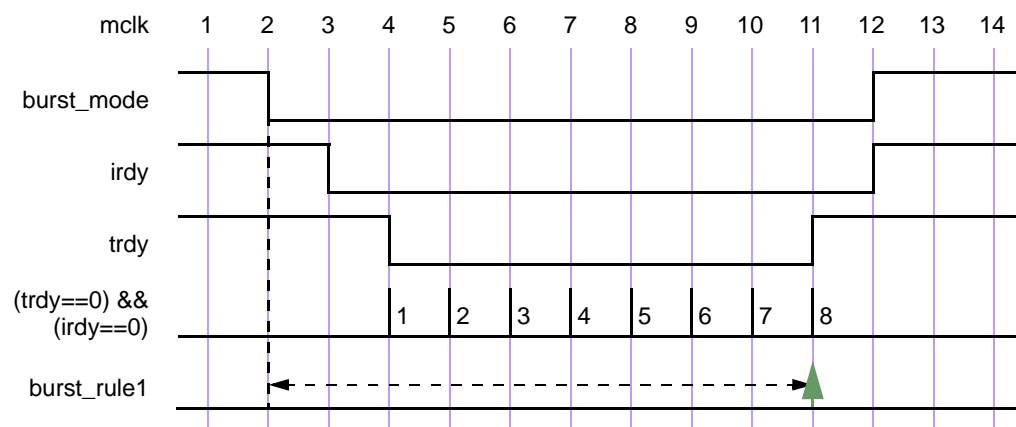 mclk 1 2 3 4 5 6 7 8 9 10 11 12 13 14
burst_mode
irdy
trdy
(trdy==0) &&
(irdy==0) 1 2 3 4 5 6 7 8
burst_rule1